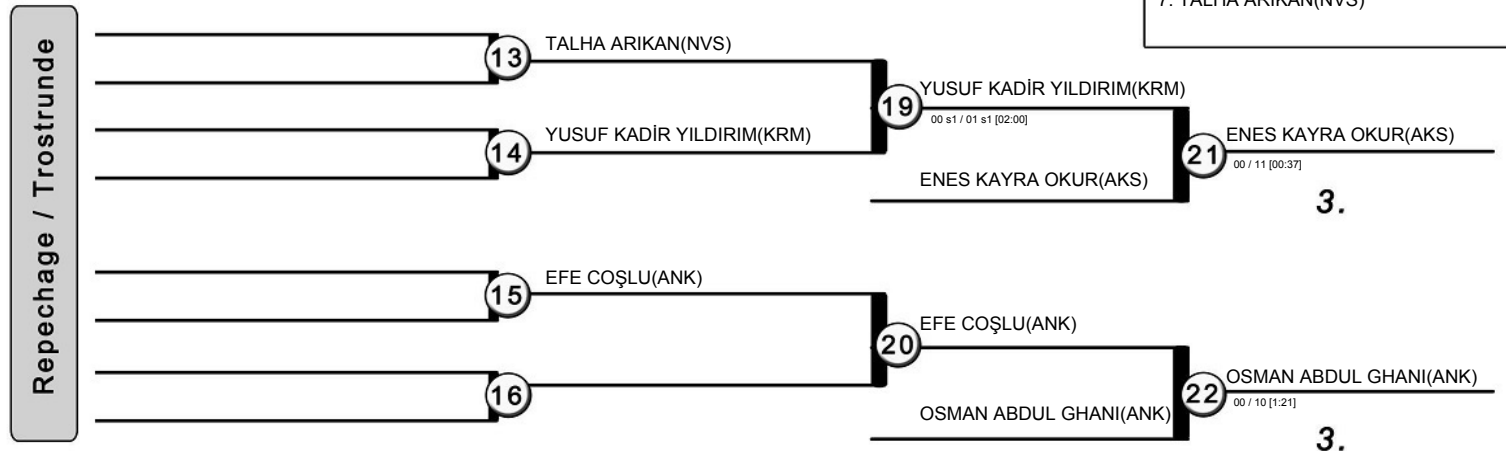 7. TALHA ARIKAN(NVS)
Repechage / Trostrunde
13
TALHA ARIKAN(NVS)
14
YUSUF KADİR YILDIRIM(KRM)
19
YUSUF KADİR YILDIRIM(KRM)
00 s1 / 01 s1 [02:00]
ENES KAYRA OKUR(AKS)
21
ENES KAYRA OKUR(AKS)
00 / 11 [00:37]
3.
15
EFE COŞLU(ANK)
16
20
EFE COŞLU(ANK)
OSMAN ABDUL GHANI(ANK)
22
OSMAN ABDUL GHANI(ANK)
00 / 10 [1:21]
3.